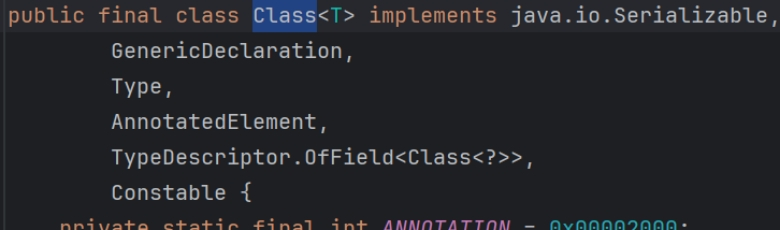 public final class Class<T> implements java.io.Serializable,
GenericDeclaration,
Type,
AnnotatedElement,
TypeDescriptor.OfField<Class<?>>,
Constable {
private static final int ANNOTATION = 0x00002000;